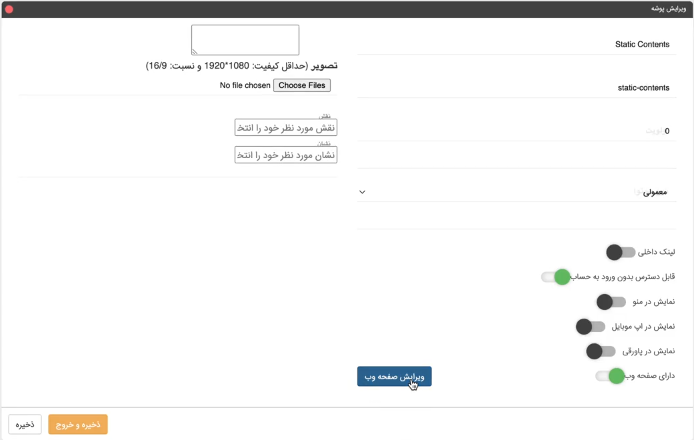 ویرایش پوشه
Static Contents
static-contents
0
معمولی
لینک داخلی
قابل دسترس بدون ورود به حساب
نمایش در منو
نمایش در اپ موبایل
نمایش در پاورقی
دارای صفحه وب
ویرایش صفحه وب
تصویر (حداقل کیفیت: 1080*1920 و نسبت: 16/9)
Choose Files No file chosen
نقش
نقش مورد نظر خود را انتخ
نشان
نشان مورد نظر خود را انتخ
ذخیره و خروج
ذخیره